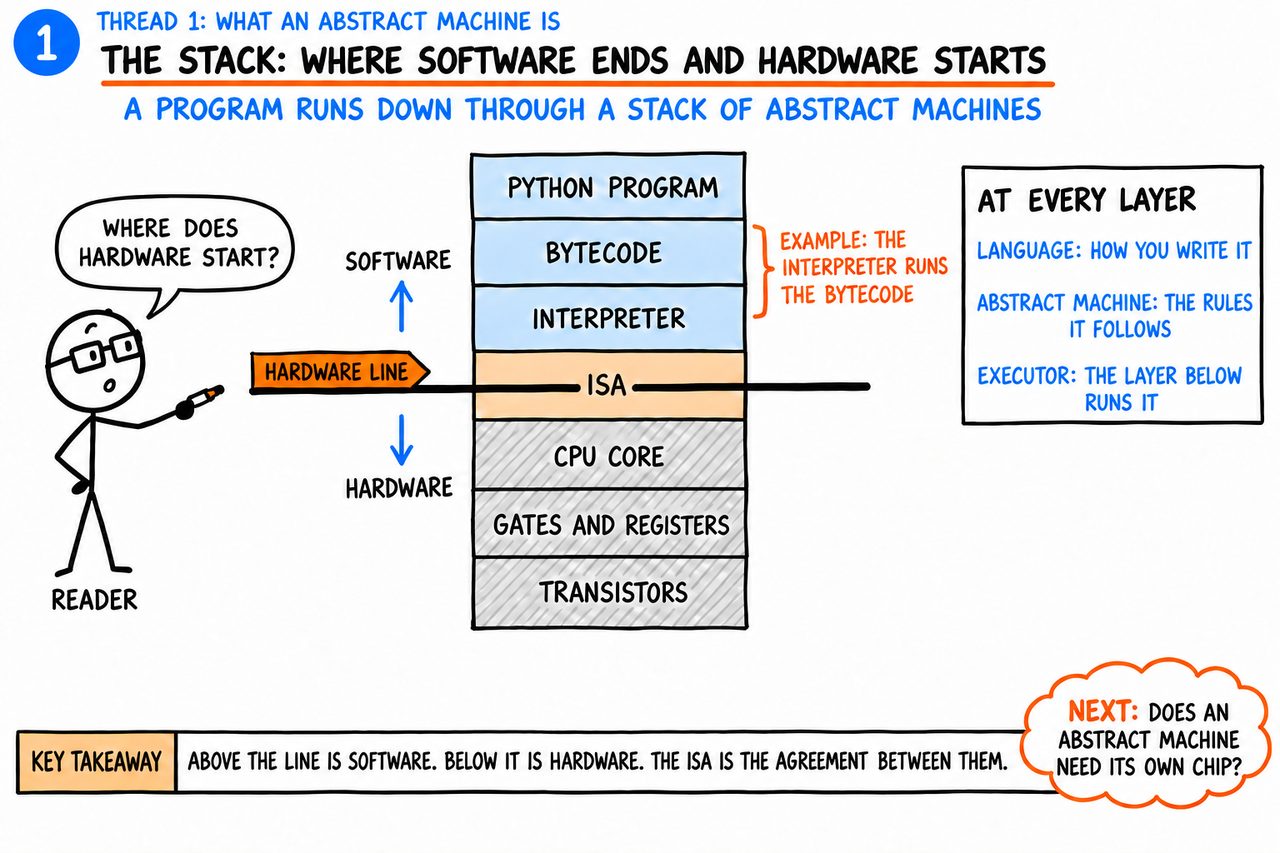 1
THREAD 1: WHAT AN ABSTRACT MACHINE IS
THE STACK: WHERE SOFTWARE ENDS AND HARDWARE STARTS
A PROGRAM RUNS DOWN THROUGH A STACK OF ABSTRACT MACHINES
WHERE DOES
HARDWARE START?
READER
SOFTWARE
HARDWARE LINE
HARDWARE
PYTHON PROGRAM
BYTECODE
INTERPRETER
ISA
CPU CORE
GATES AND REGISTERS
TRANSISTORS
EXAMPLE: THE
INTERPRETER RUNS
THE BYTECODE
AT EVERY LAYER
LANGUAGE: HOW YOU WRITE IT
ABSTRACT MACHINE: THE RULES
IT FOLLOWS
EXECUTOR: THE LAYER BELOW
RUNS IT
KEY TAKEAWAY
ABOVE THE LINE IS SOFTWARE. BELOW IT IS HARDWARE. THE ISA IS THE AGREEMENT BETWEEN THEM.
NEXT: DOES AN
ABSTRACT MACHINE
NEED ITS OWN CHIP?